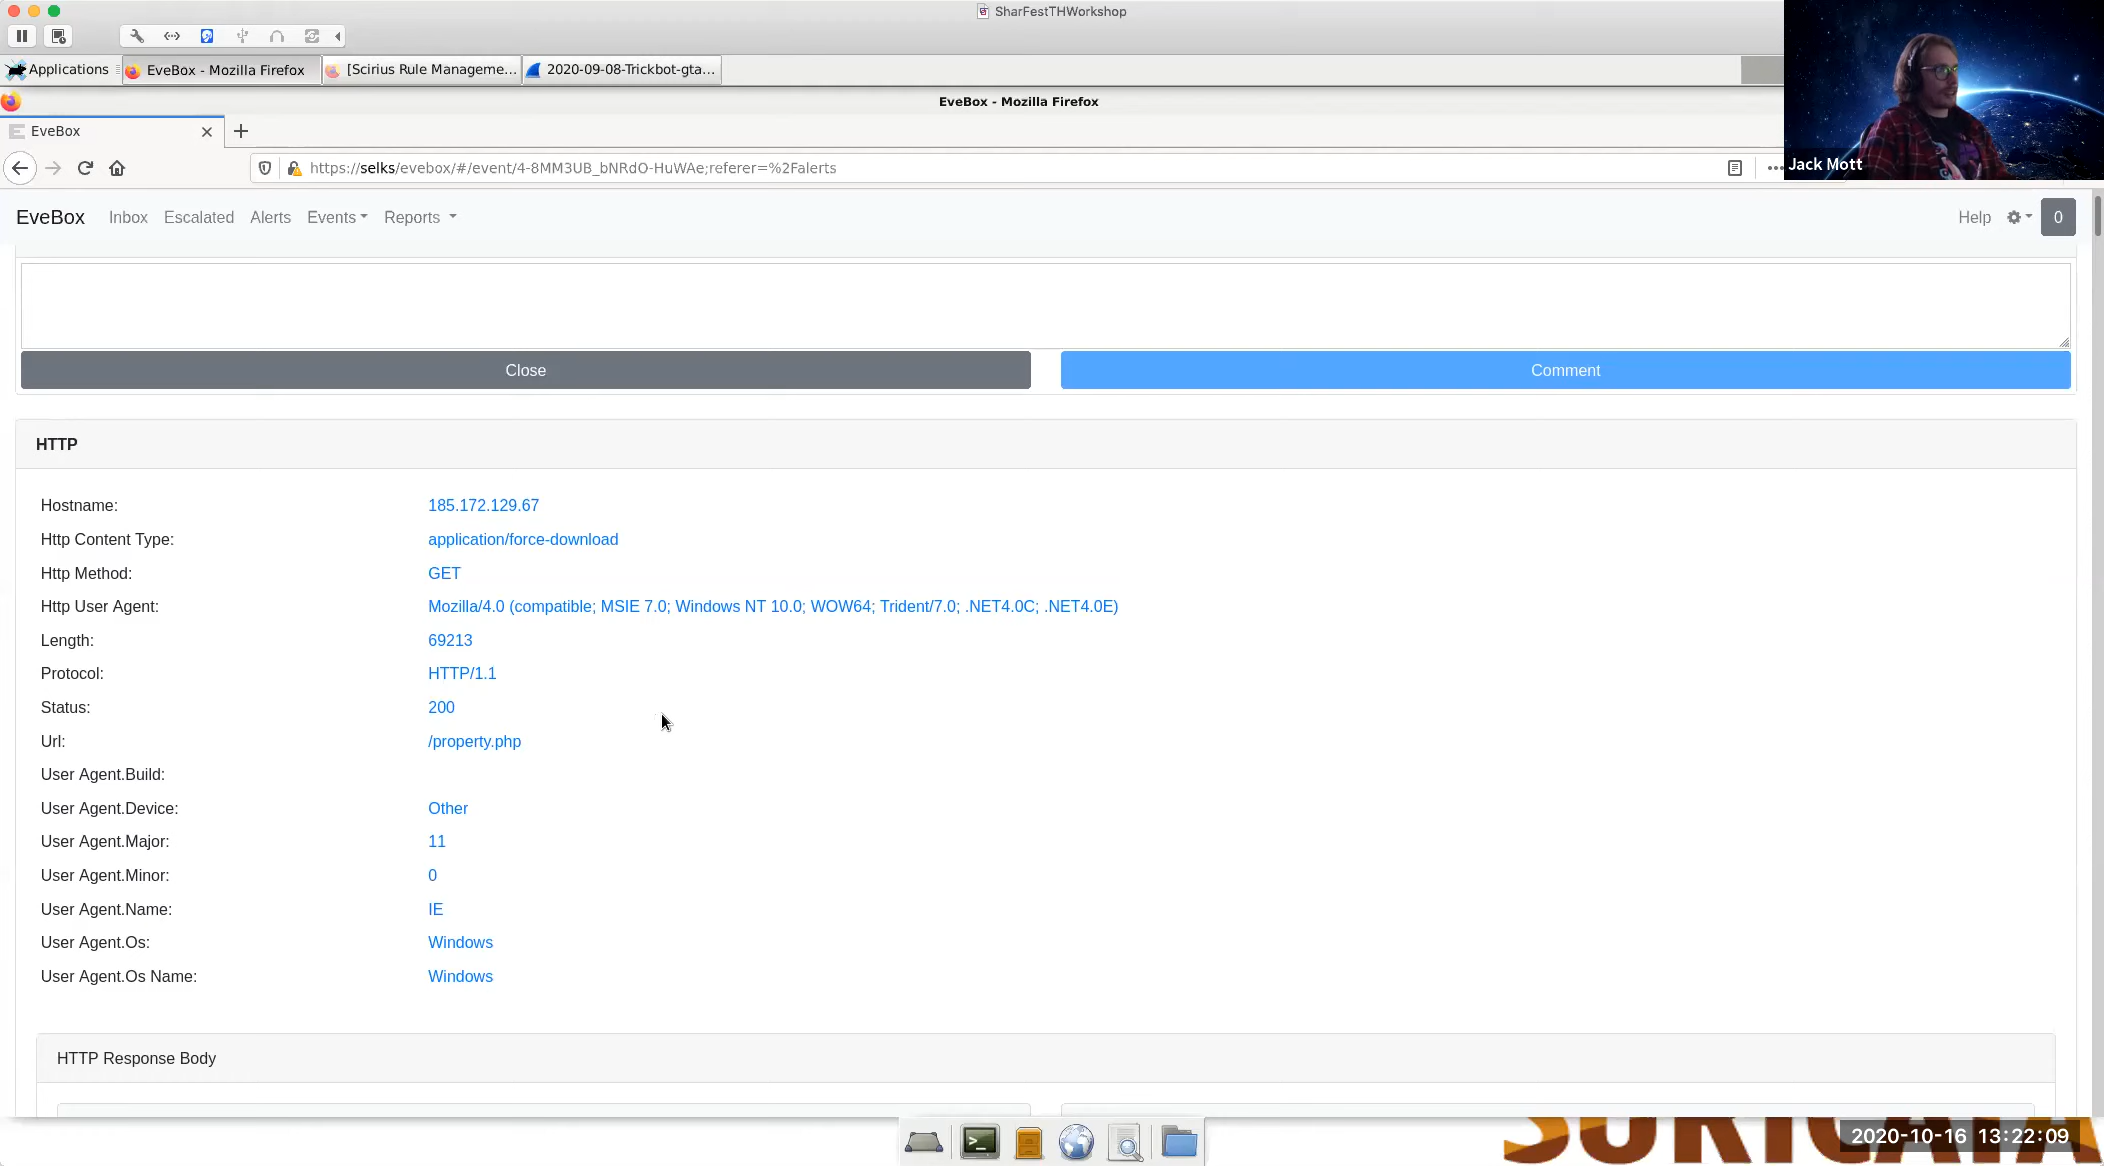 SharFestTHWorkshop
Applications
EveBox - Mozilla Firefox
[Scirius Rule Manageme...
2020-09-08-Trickbot-gta...
EveBox - Mozilla Firefox
EveBox
https://selks/evebox/#/event/4-8MM3UB_bNRdO-HuWAe;referer=%2Falerts
Jack Mott
EveBox Inbox Escalated Alerts Events Reports Help 0
Close Comment
HTTP
Hostname: 185.172.129.67
Http Content Type: application/force-download
Http Method: GET
Http User Agent: Mozilla/4.0 (compatible; MSIE 7.0; Windows NT 10.0; WOW64; Trident/7.0; .NET4.0C; .NET4.0E)
Length: 69213
Protocol: HTTP/1.1
Status: 200
Url: /property.php
User Agent.Build:
User Agent.Device: Other
User Agent.Major: 11
User Agent.Minor: 0
User Agent.Name: IE
User Agent.Os: Windows
User Agent.Os Name: Windows
HTTP Response Body
SURICATA
2020-10-16 13:22:09